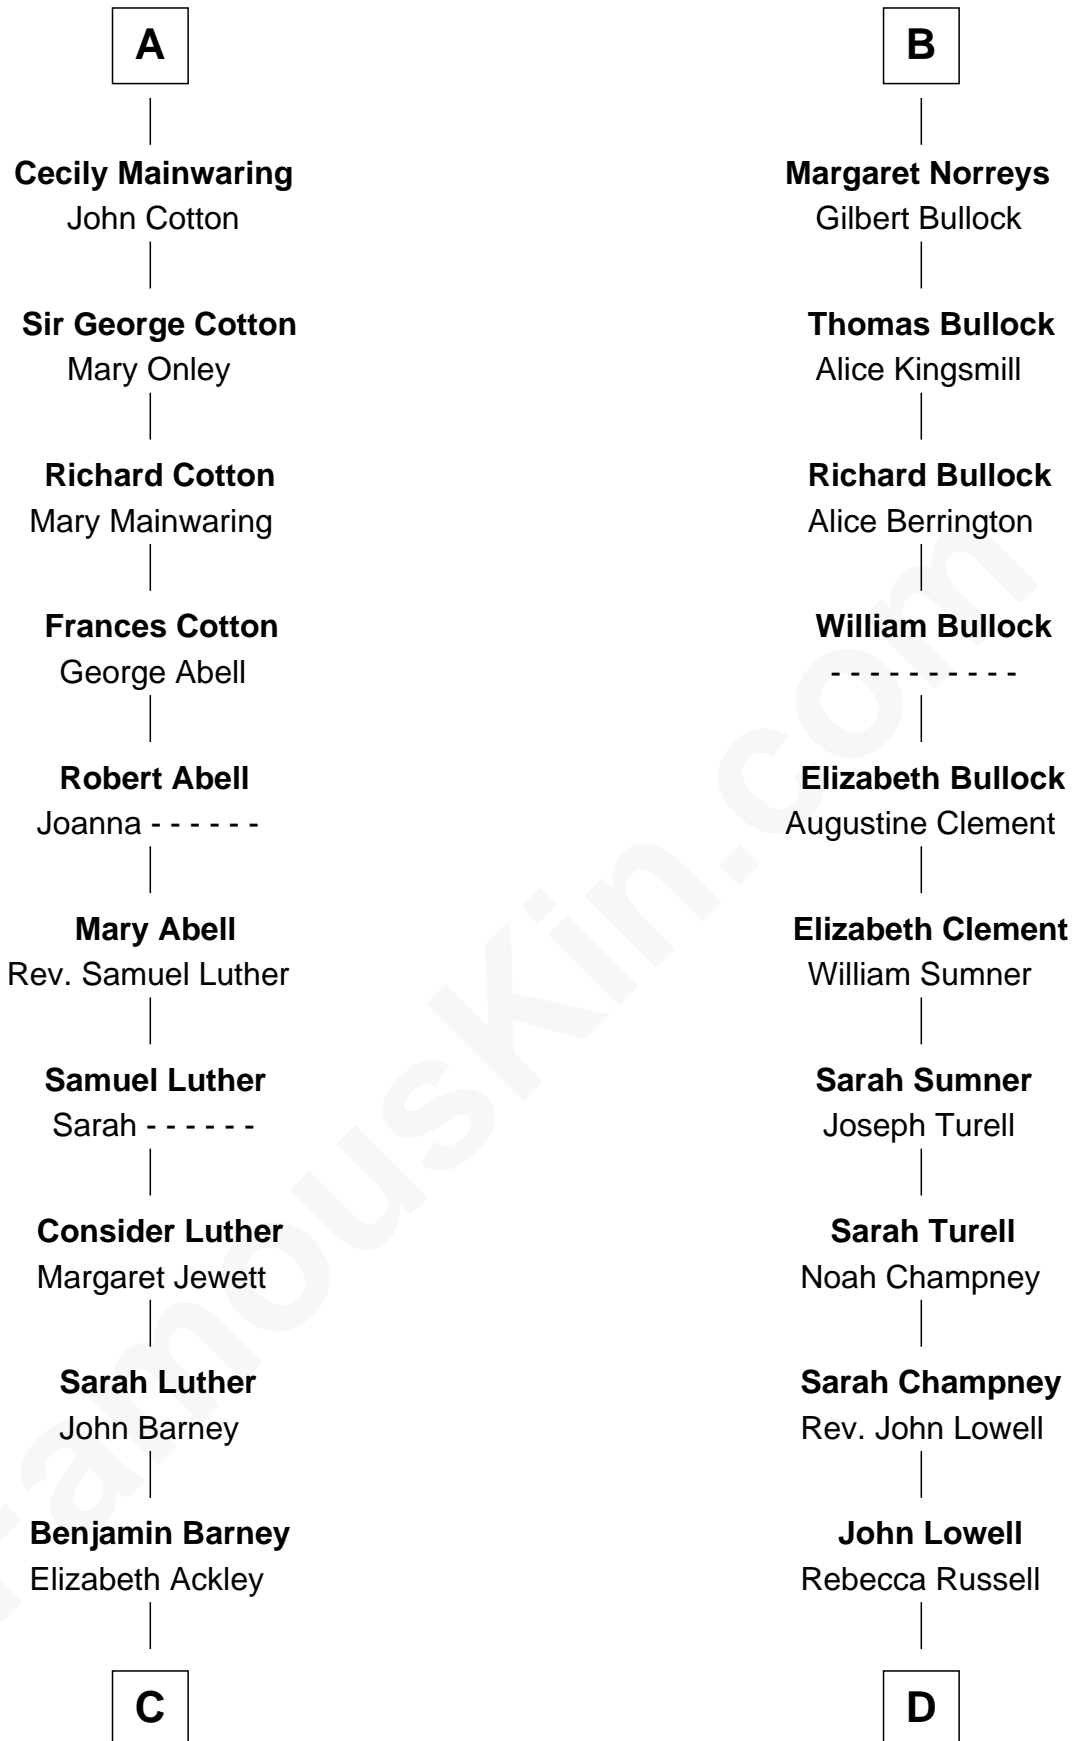 A
Cecily Mainwaring
John Cotton
Sir George Cotton
Mary Onley
Richard Cotton
Mary Mainwaring
Frances Cotton
George Abell
Robert Abell
Joanna - - - - - -
Mary Abell
Rev. Samuel Luther
Samuel Luther
Sarah - - - - - -
Consider Luther
Margaret Jewett
Sarah Luther
John Barney
Benjamin Barney
Elizabeth Ackley
C
B
Margaret Norreys
Gilbert Bullock
Thomas Bullock
Alice Kingsmill
Richard Bullock
Alice Berrington
William Bullock
- - - - - - - - - -
Elizabeth Bullock
Augustine Clement
Elizabeth Clement
William Sumner
Sarah Sumner
Joseph Turell
Sarah Turell
Noah Champney
Sarah Champney
Rev. John Lowell
John Lowell
Rebecca Russell
D
FamousKin.com